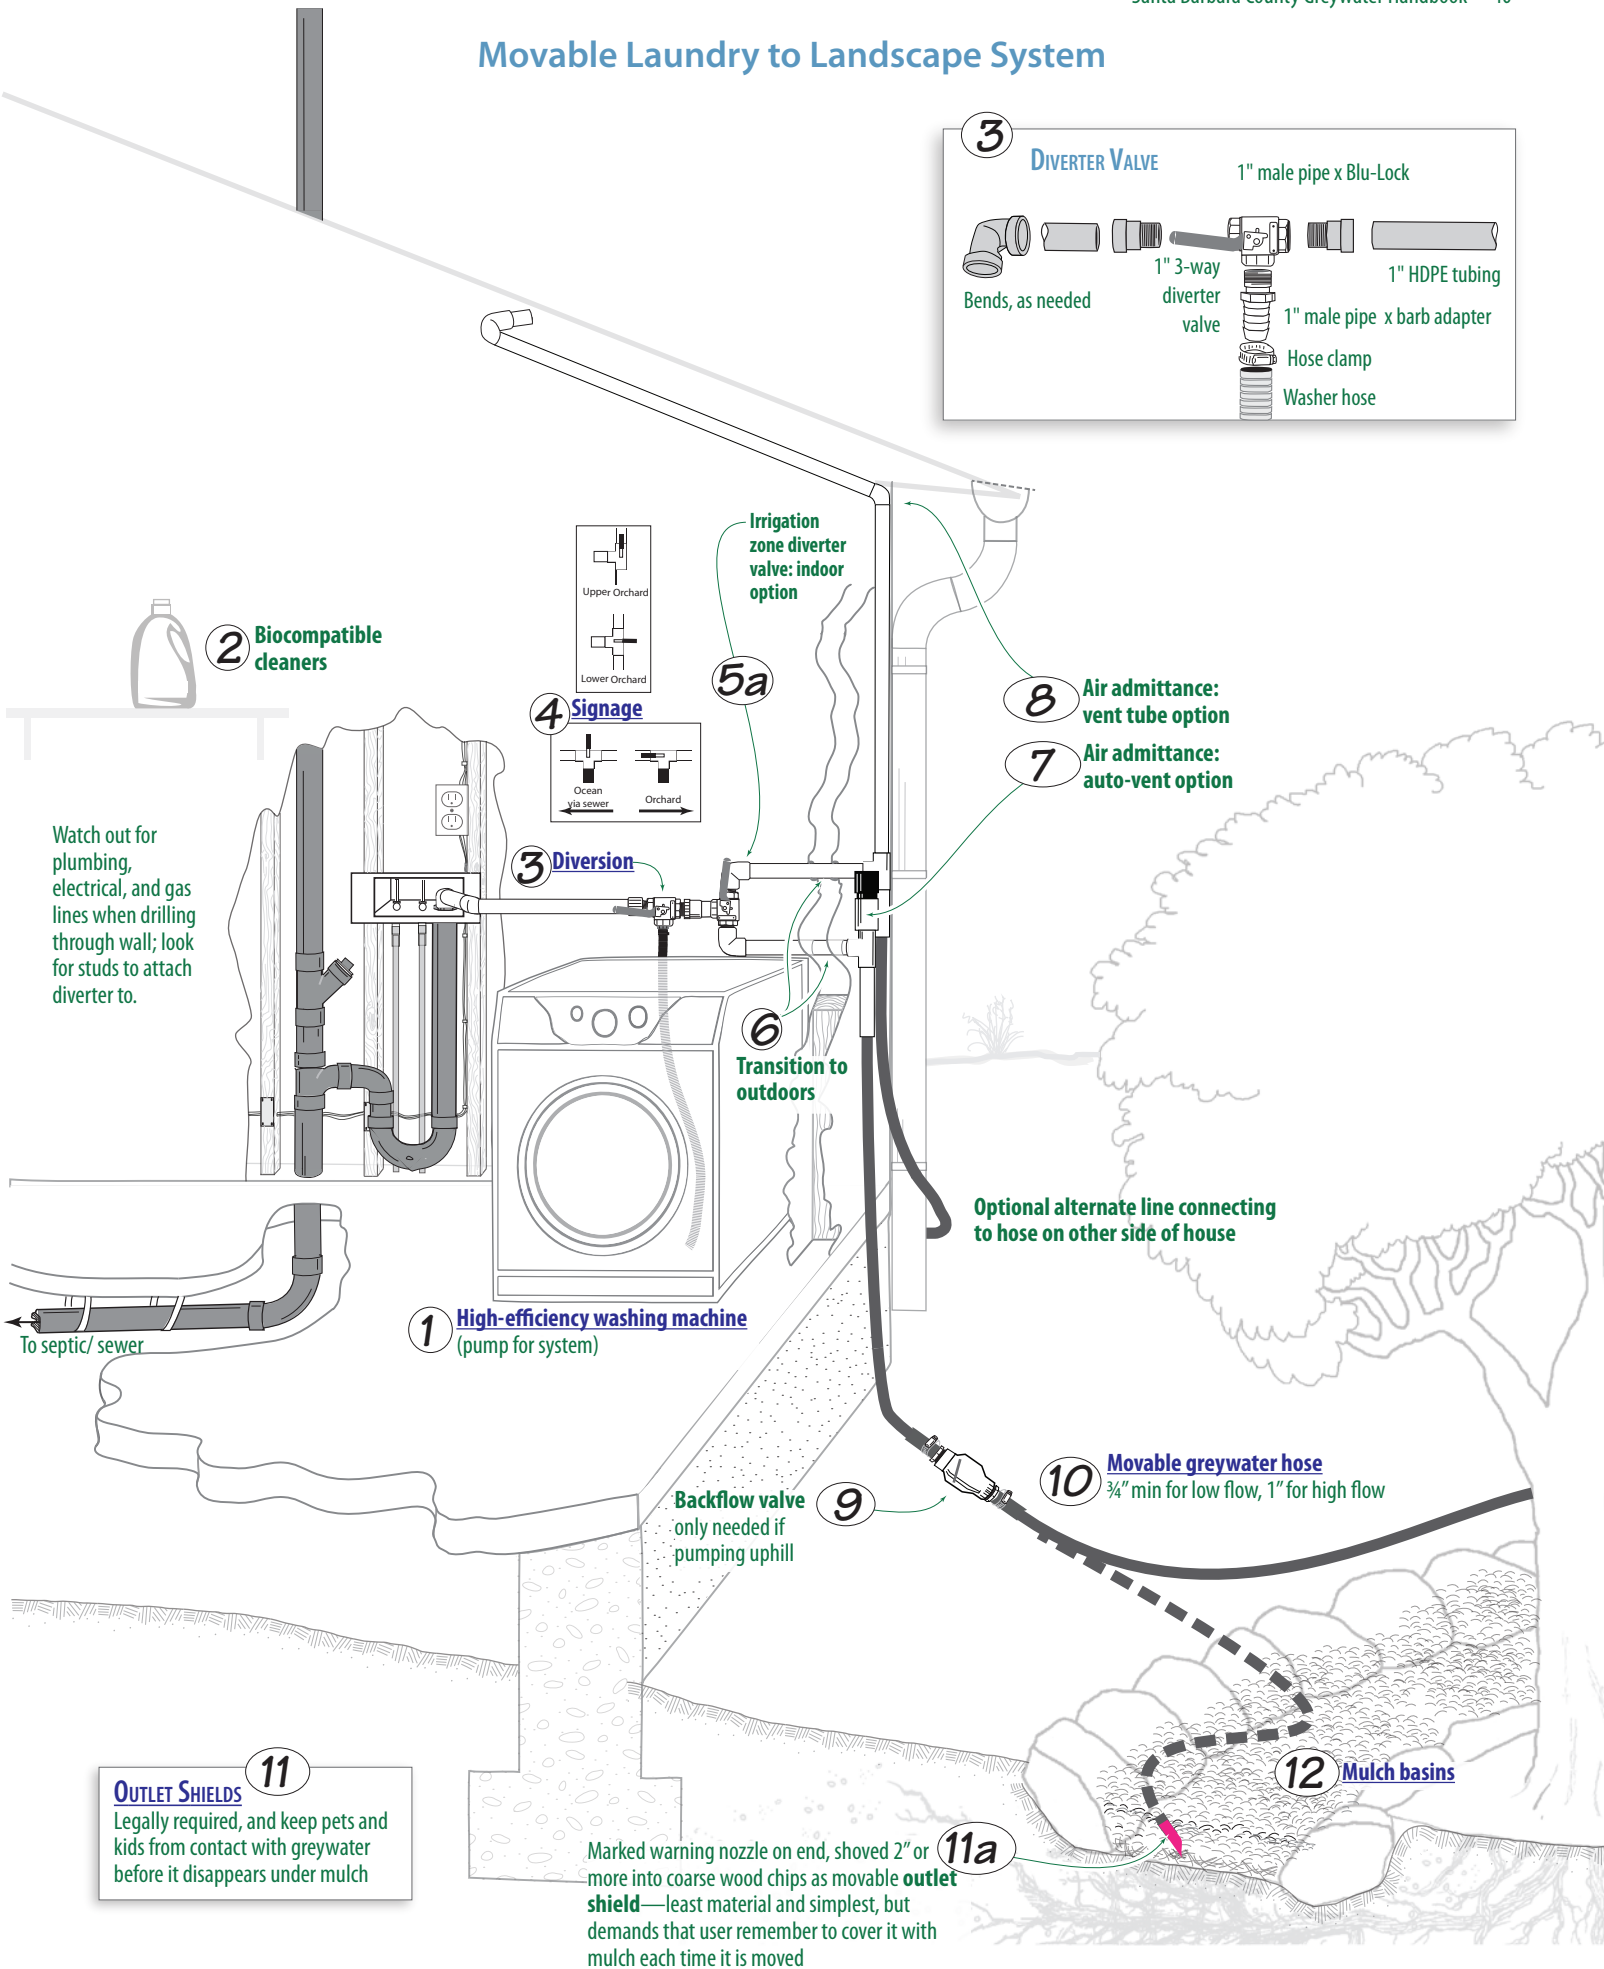 Santa Barbara County Greywater Handbook
Movable Laundry to Landscape System
3
DIVERTER VALVE
1" male pipe x Blu-Lock
1" 3-way
diverter
valve
1" HDPE tubing
Bends, as needed
1" male pipe x barb adapter
Hose clamp
Washer hose
Irrigation
zone diverter
valve: indoor
option
Upper Orchard
Lower Orchard
2 Biocompatible
cleaners
5a
4 Signage
Ocean
via sewer
Orchard
8 Air admittance:
vent tube option
7 Air admittance:
auto-vent option
Watch out for
plumbing,
electrical, and gas
lines when drilling
through wall; look
for studs to attach
diverter to.
3 Diversion
6
Transition to
outdoors
Optional alternate line connecting
to hose on other side of house
1 High-efficiency washing machine
(pump for system)
To septic/ sewer
10 Movable greywater hose
¾" min for low flow, 1" for high flow
Backflow valve 9
only needed if
pumping uphill
12 Mulch basins
11
OUTLET SHIELDS
Legally required, and keep pets and
kids from contact with greywater
before it disappears under mulch
11a
Marked warning nozzle on end, shoved 2" or
more into coarse wood chips as movable outlet
shield—least material and simplest, but
demands that user remember to cover it with
mulch each time it is moved